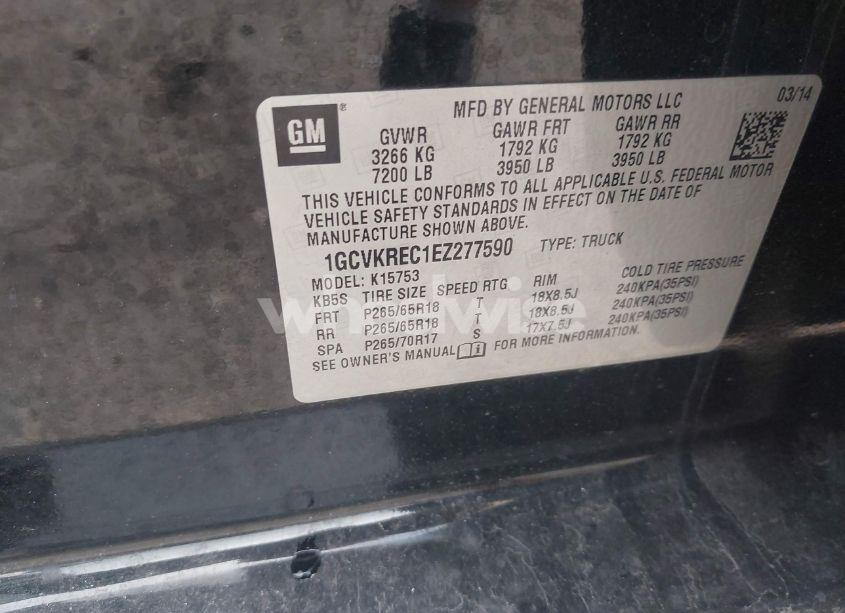 GM ®
MFD BY GENERAL MOTORS LLC 03/14
GVWR GAWR FRT GAWR RR
3266 KG 1792 KG 1792 KG
7200 LB 3950 LB 3950 LB
THIS VEHICLE CONFORMS TO ALL APPLICABLE U.S. FEDERAL MOTOR
VEHICLE SAFETY STANDARDS IN EFFECT ON THE DATE OF
MANUFACTURE SHOWN ABOVE.
1GCVKREC1EZ277590 TYPE: TRUCK
MODEL: K15753
KB5S TIRE SIZE SPEED RTG RIM COLD TIRE PRESSURE
FRT P265/65R18 T 18X8.5J 240KPA(35PSI)
RR P265/65R18 T 18X8.5J 240KPA(35PSI)
SPA P265/70R17 S 17X7.5J 240KPA(35PSI)
SEE OWNER'S MANUAL FOR MORE INFORMATION.
wheelwise